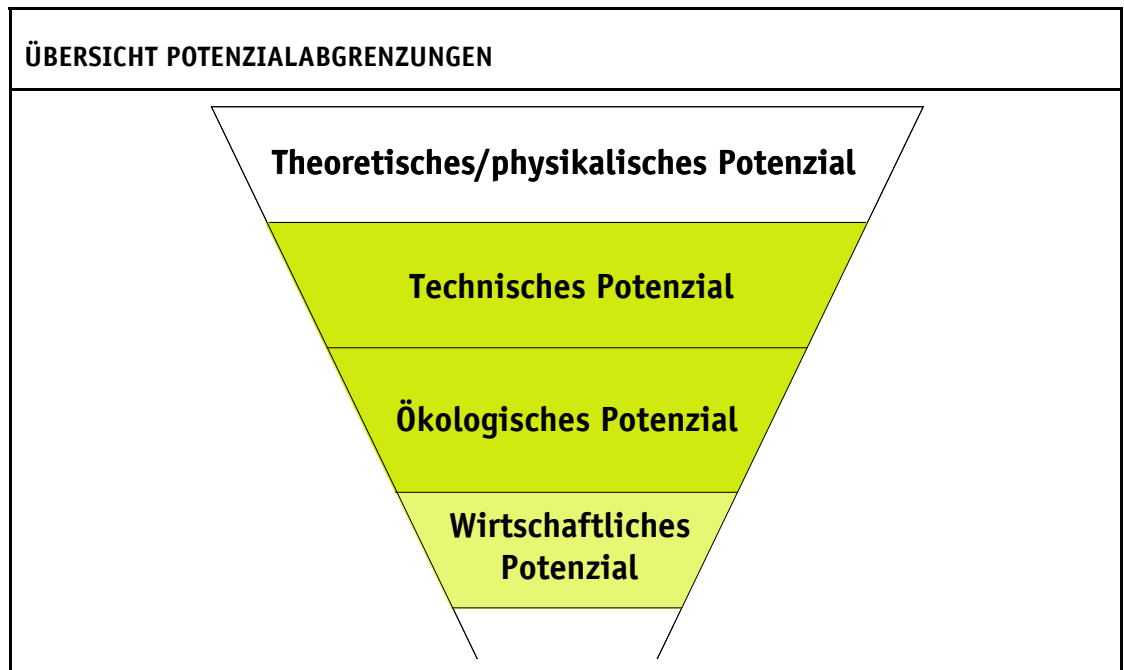 ÜBERSICHT POTENZIALABGRENZUNGEN
Theoretisches/physikalisches Potenzial
Technisches Potenzial
Ökologisches Potenzial
Wirtschaftliches
Potenzial